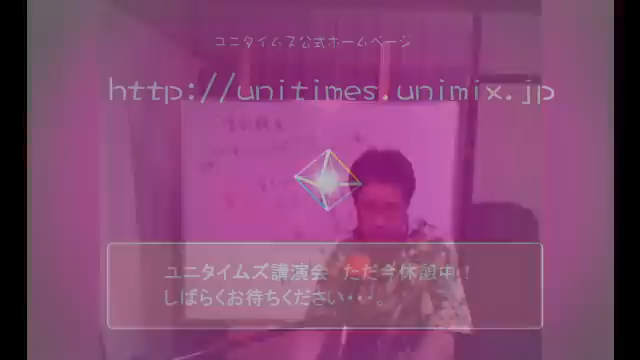 ユニタイムズ公式ホームページ
http://unitimes.unimix.jp
ユニタイムズ講演会 ただ今休憩中!
しばらくお待ちください・・・。